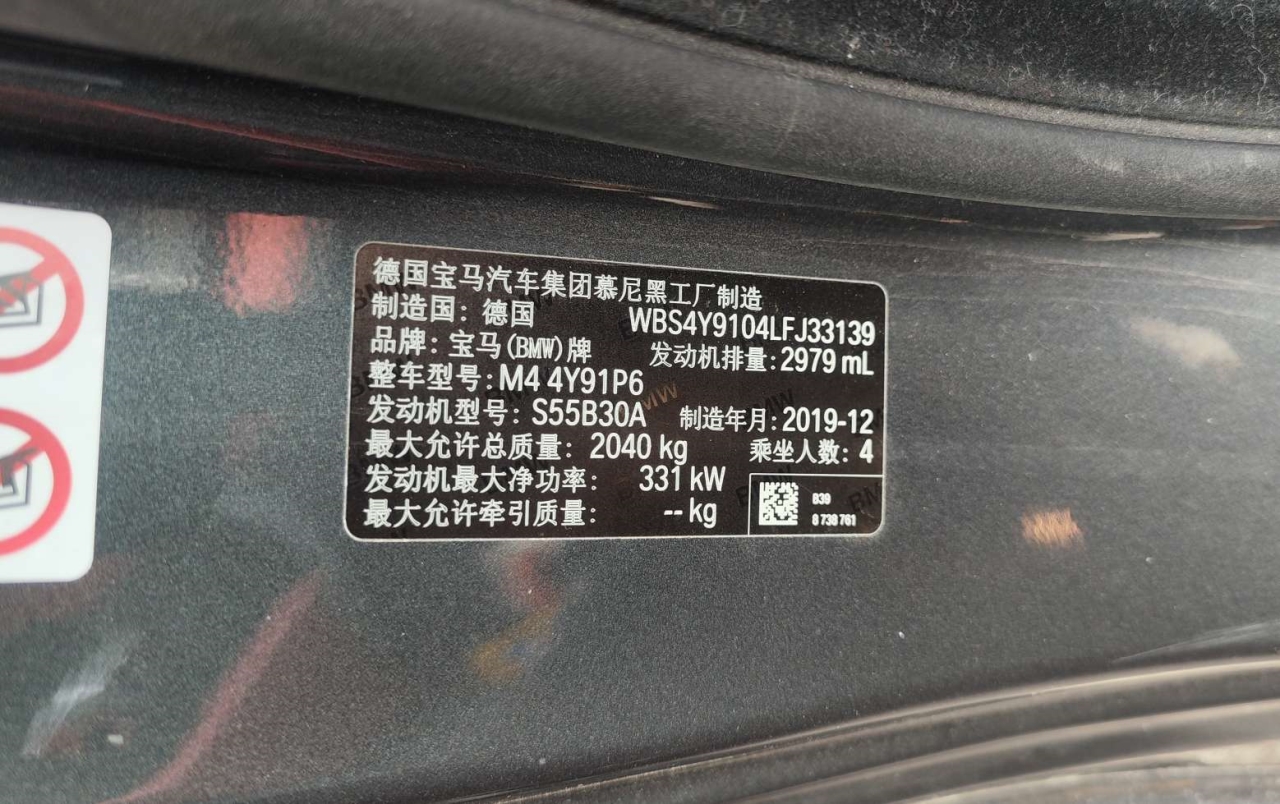 德国宝马汽车集团慕尼黑工厂制造
制造国：德国 WBS4Y9104LFJ33139
品牌：宝马(BMW)牌 发动机排量：2979 mL
整车型号：M4 4Y91P6
发动机型号：S55B30A 制造年月：2019-12
最大允许总质量：2040 kg 乘坐人数：4
发动机最大净功率：331 kW
最大允许牵引质量：-- kg
B39
8 738 761